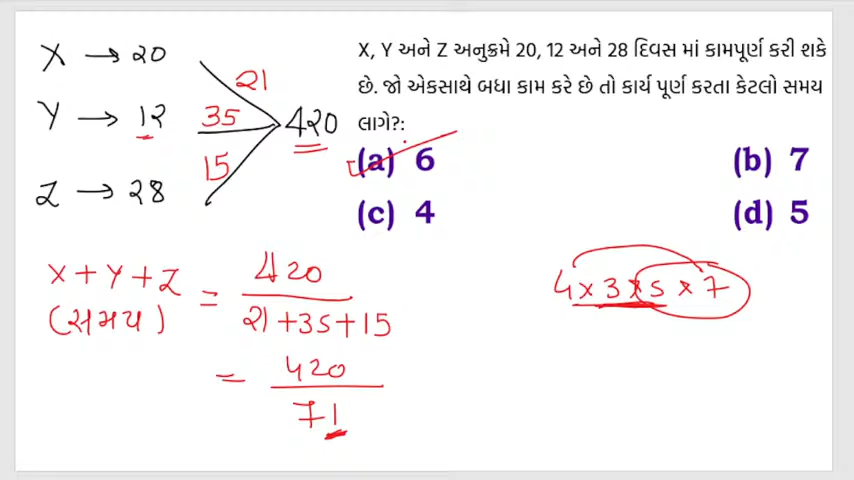 X → 20
Y → 12
Z → 28
21
35
15
420
X, Y અને Z અનુક્રમે 20, 12 અને 28 દિવસ માં કામપૂર્ણ કરી શકે
છે. જો એકસાથે બધા કામ કરે છે તો કાર્ય પૂર્ણ કરતા કેટલો સમય
લાગે?:
(a) 6
(b) 7
(c) 4
(d) 5
X + Y + Z = 420
(સમય) 21 + 35 + 15
= 420
71
4 x 3 x 5 x 7